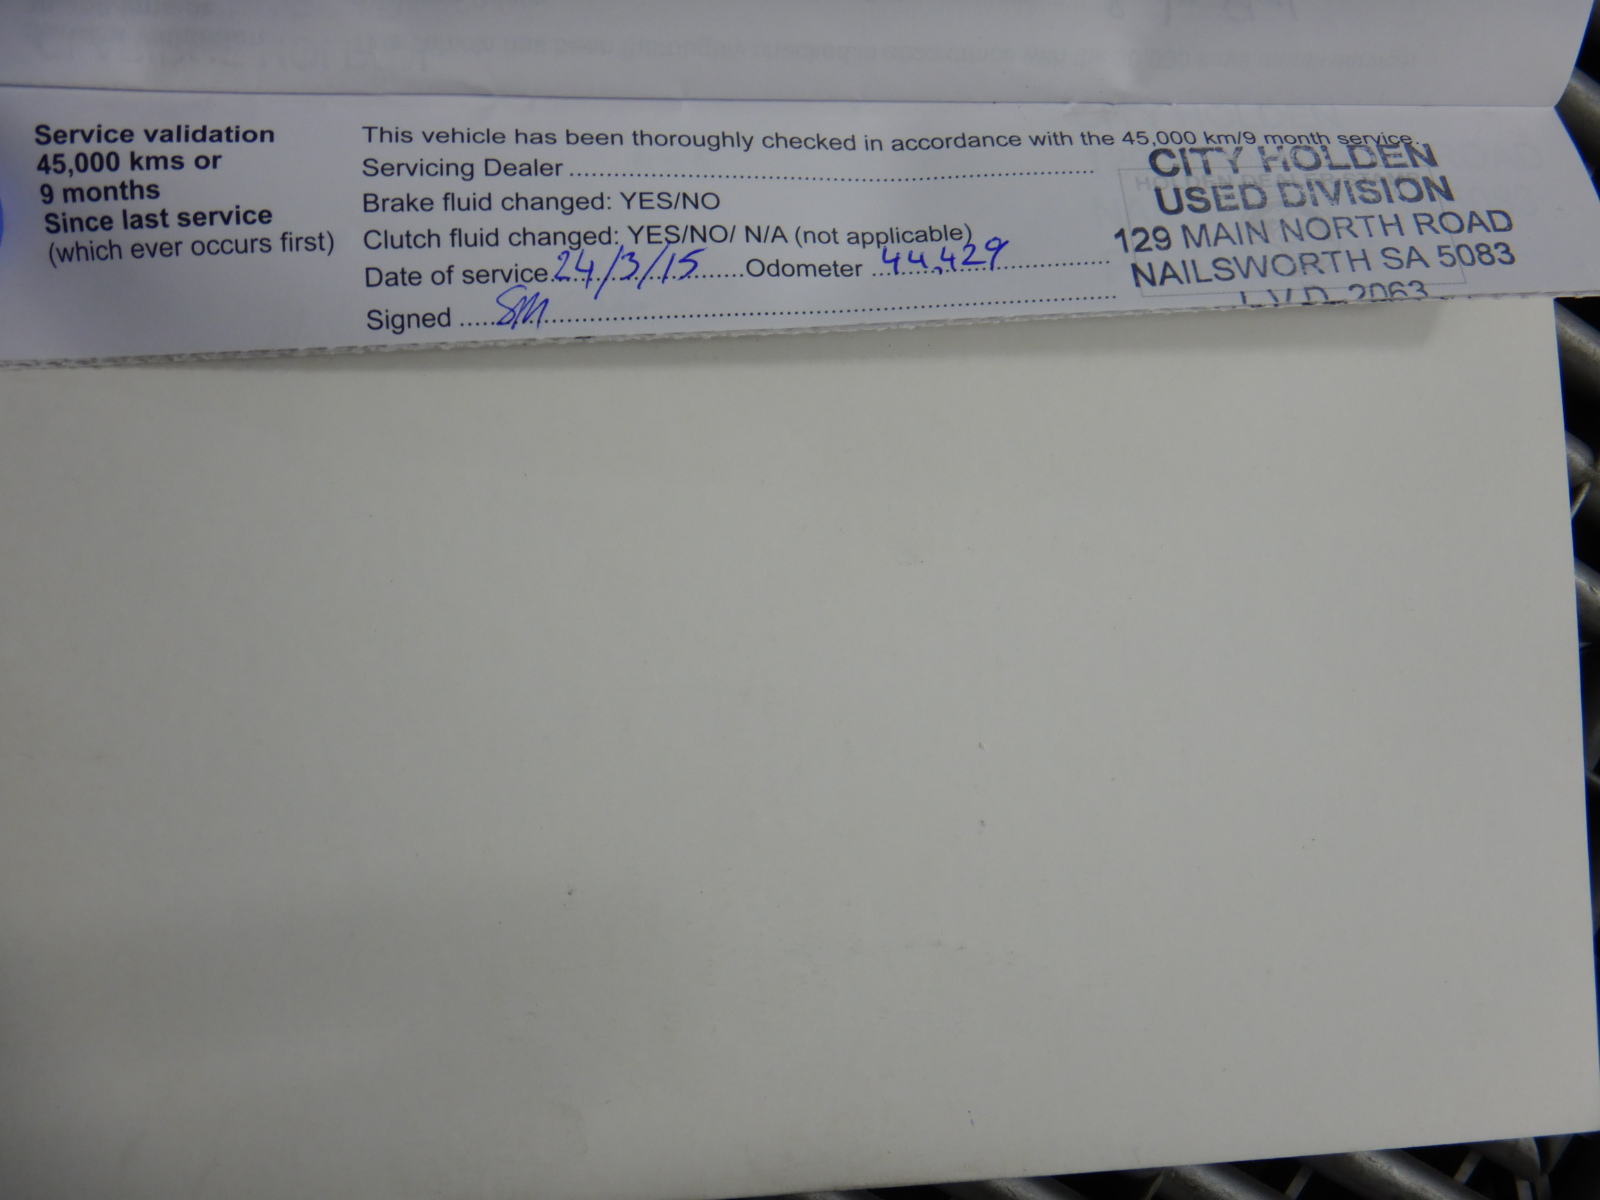 Service validation
45,000 kms or
9 months
Since last service
(which ever occurs first)
This vehicle has been thoroughly checked in accordance with the 45,000 km/9 month service.
Servicing Dealer
Brake fluid changed: YES/NO
Clutch fluid changed: YES/NO/ N/A (not applicable)
Date of service 24/3/15 Odometer 44,429
Signed SM
CITY HOLDEN
USED DIVISION
129 MAIN NORTH ROAD
NAILSWORTH SA 5083
LVD 2063